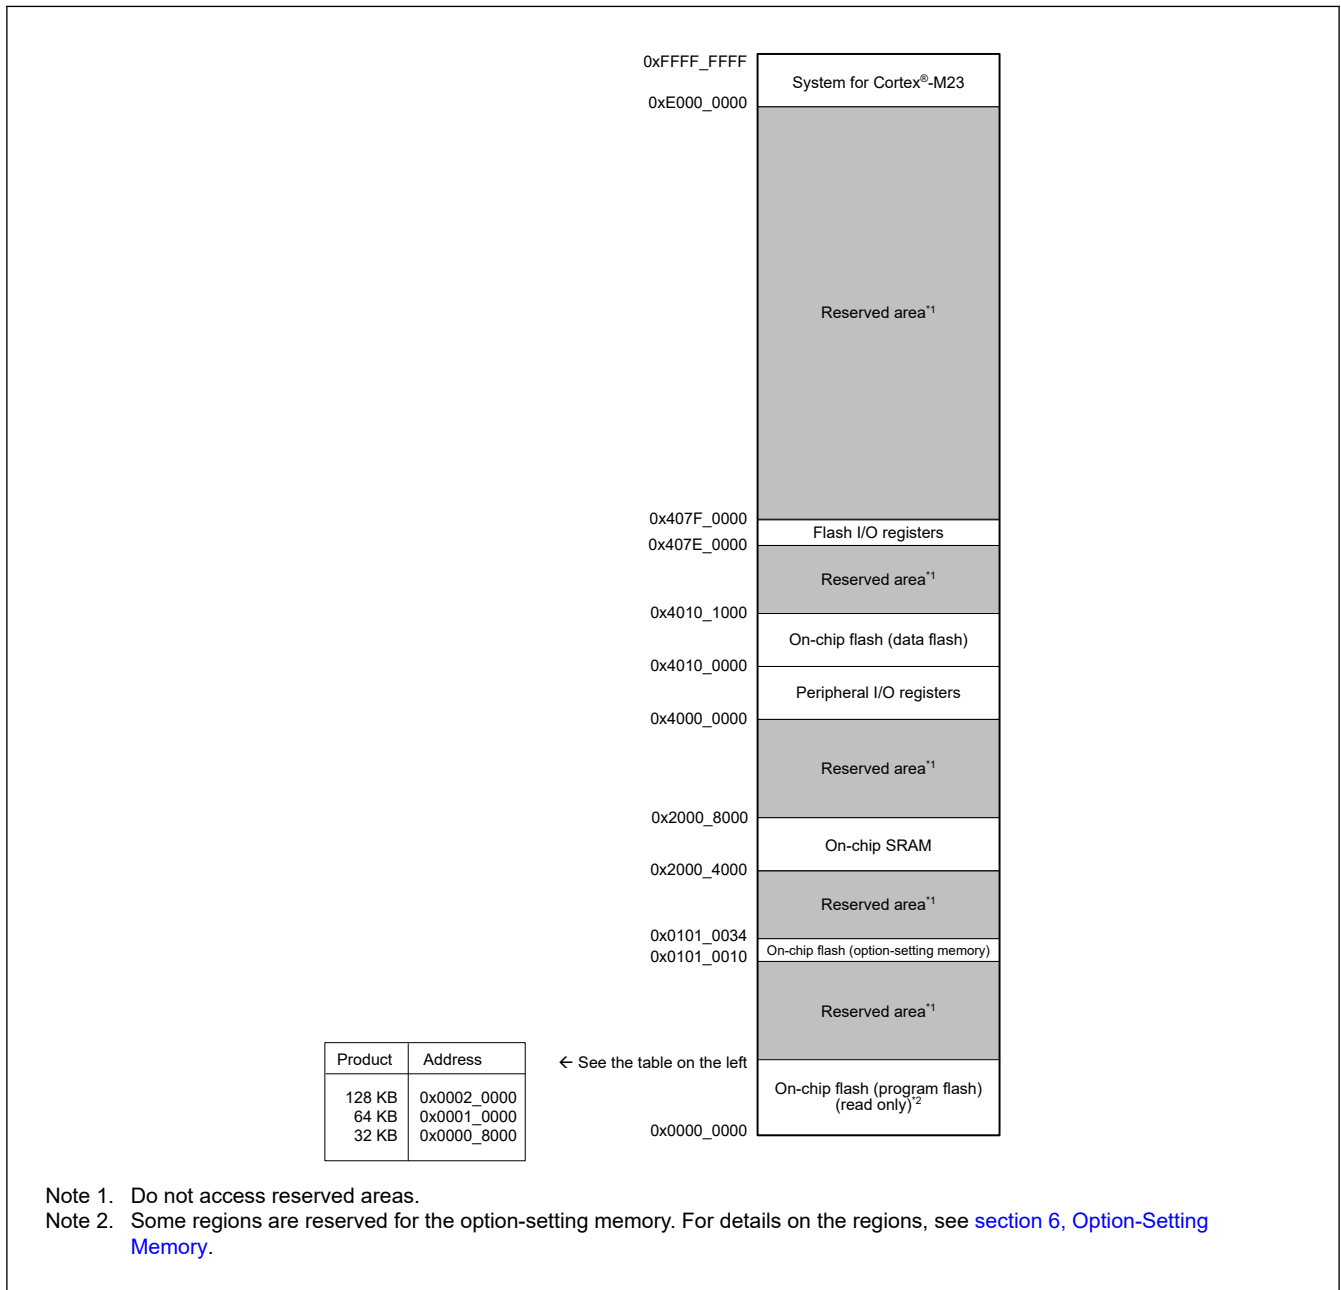 0xFFFF_FFFF
System for Cortex®-M23
0xE000_0000
Reserved area*1
0x407F_0000
Flash I/O registers
0x407E_0000
Reserved area*1
0x4010_1000
On-chip flash (data flash)
0x4010_0000
Peripheral I/O registers
0x4000_0000
Reserved area*1
0x2000_8000
On-chip SRAM
0x2000_4000
Reserved area*1
0x0101_0034
On-chip flash (option-setting memory)
0x0101_0010
Reserved area*1
Product Address
← See the table on the left
128 KB 0x0002_0000
64 KB 0x0001_0000
32 KB 0x0000_8000
On-chip flash (program flash)
(read only)*2
0x0000_0000
Note 1. Do not access reserved areas.
Note 2. Some regions are reserved for the option-setting memory. For details on the regions, see section 6, Option-Setting
Memory.